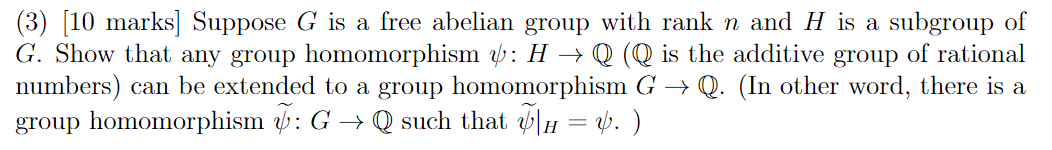 (3) [10 marks] Suppose G is a free abelian group with rank n and H is a subgroup of
G. Show that any group homomorphism ψ: H → ℚ (ℚ is the additive group of rational
numbers) can be extended to a group homomorphism G → ℚ. (In other word, there is a
group homomorphism ψ̃: G → ℚ such that ψ̃|_H = ψ. )